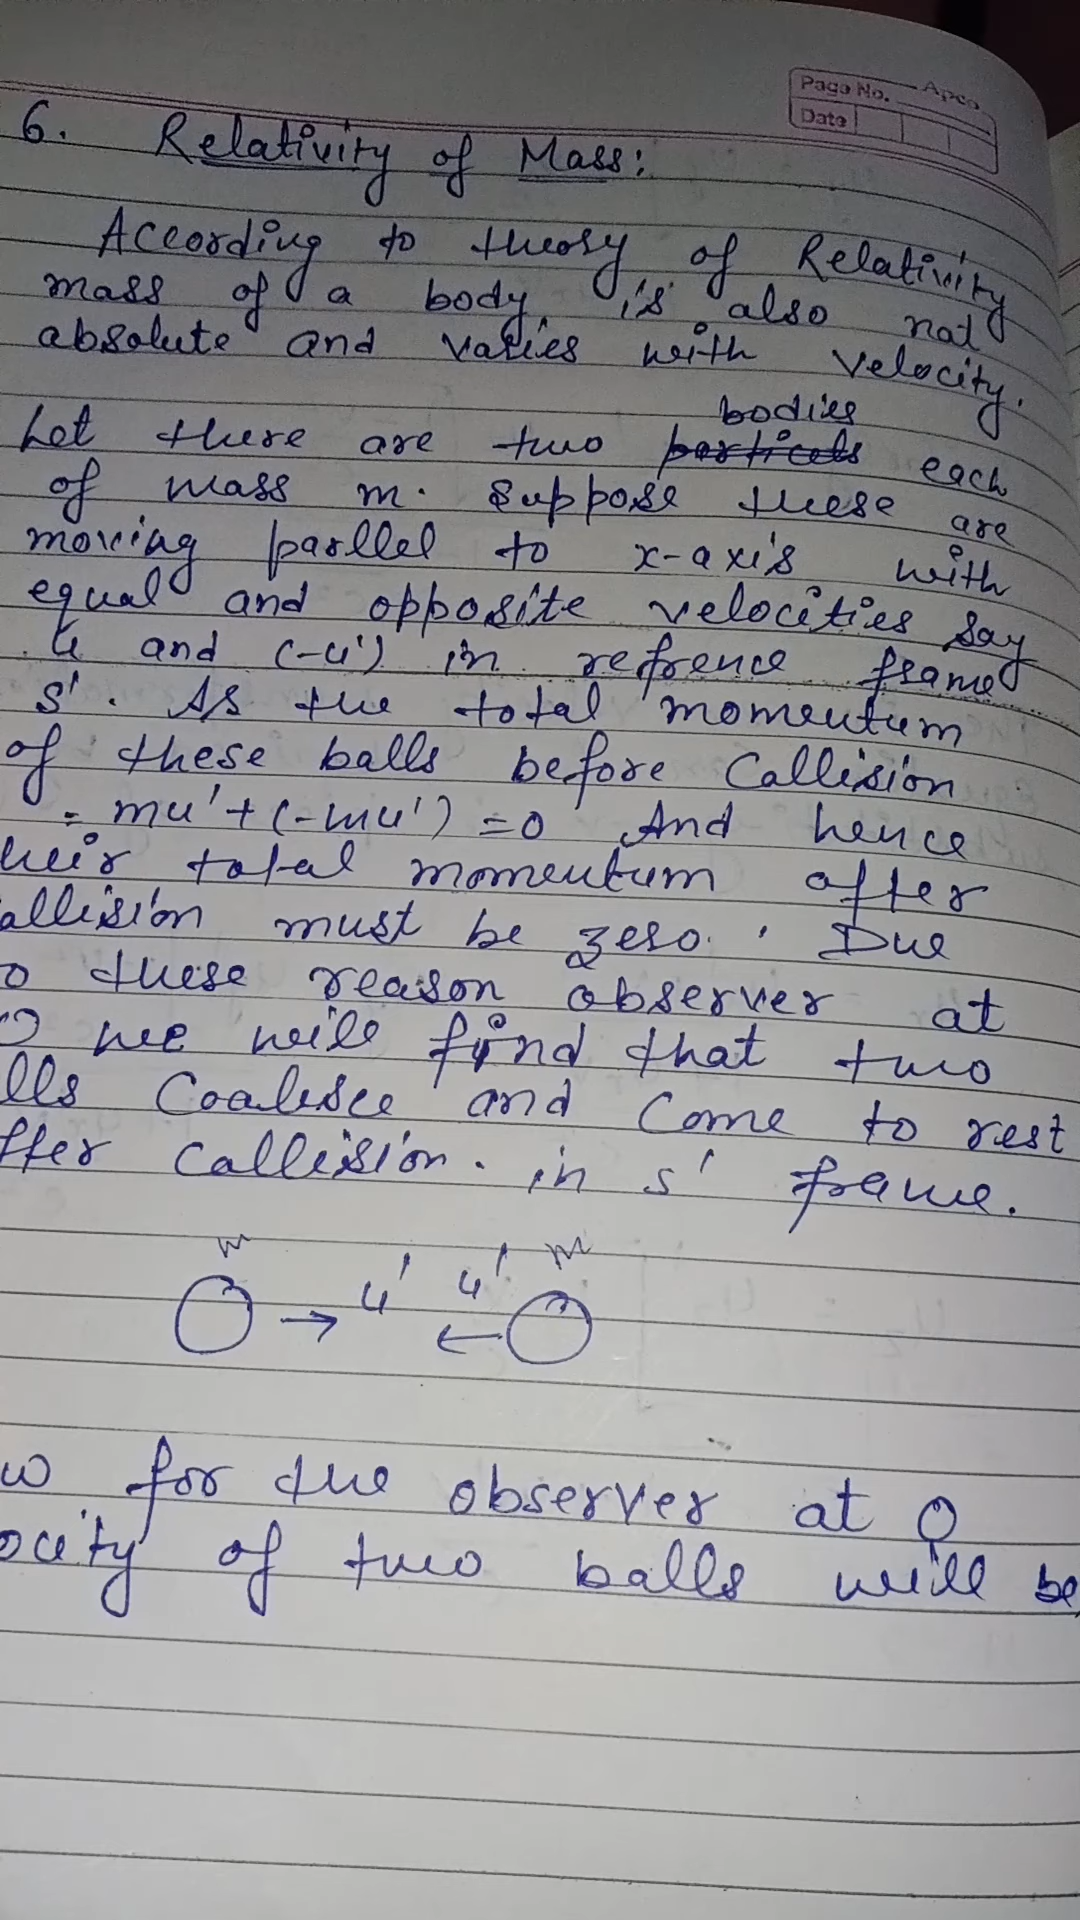 Page No.
Apco
Date
6. Relativity of Mass:
According to theory of Relativity
mass of a body is also not
absolute and varies with velocity.
bodies
Let there are two particels each
of mass m. Suppose these are
moving parllel to x-axis with
equal and opposite velocities say
u and (-u') in refrence frame
s'. As the total momentum
of these balls before Callision
= mu' + (-mu') = 0 And hence
heir total momentum after
allision must be zero. Due
o these reason observer at
O we will find that two
lls Coalesce and Come to rest
fter Callision. in s' frame.
m m
u' u'
w for the observer at O
ocity of two balls will be,